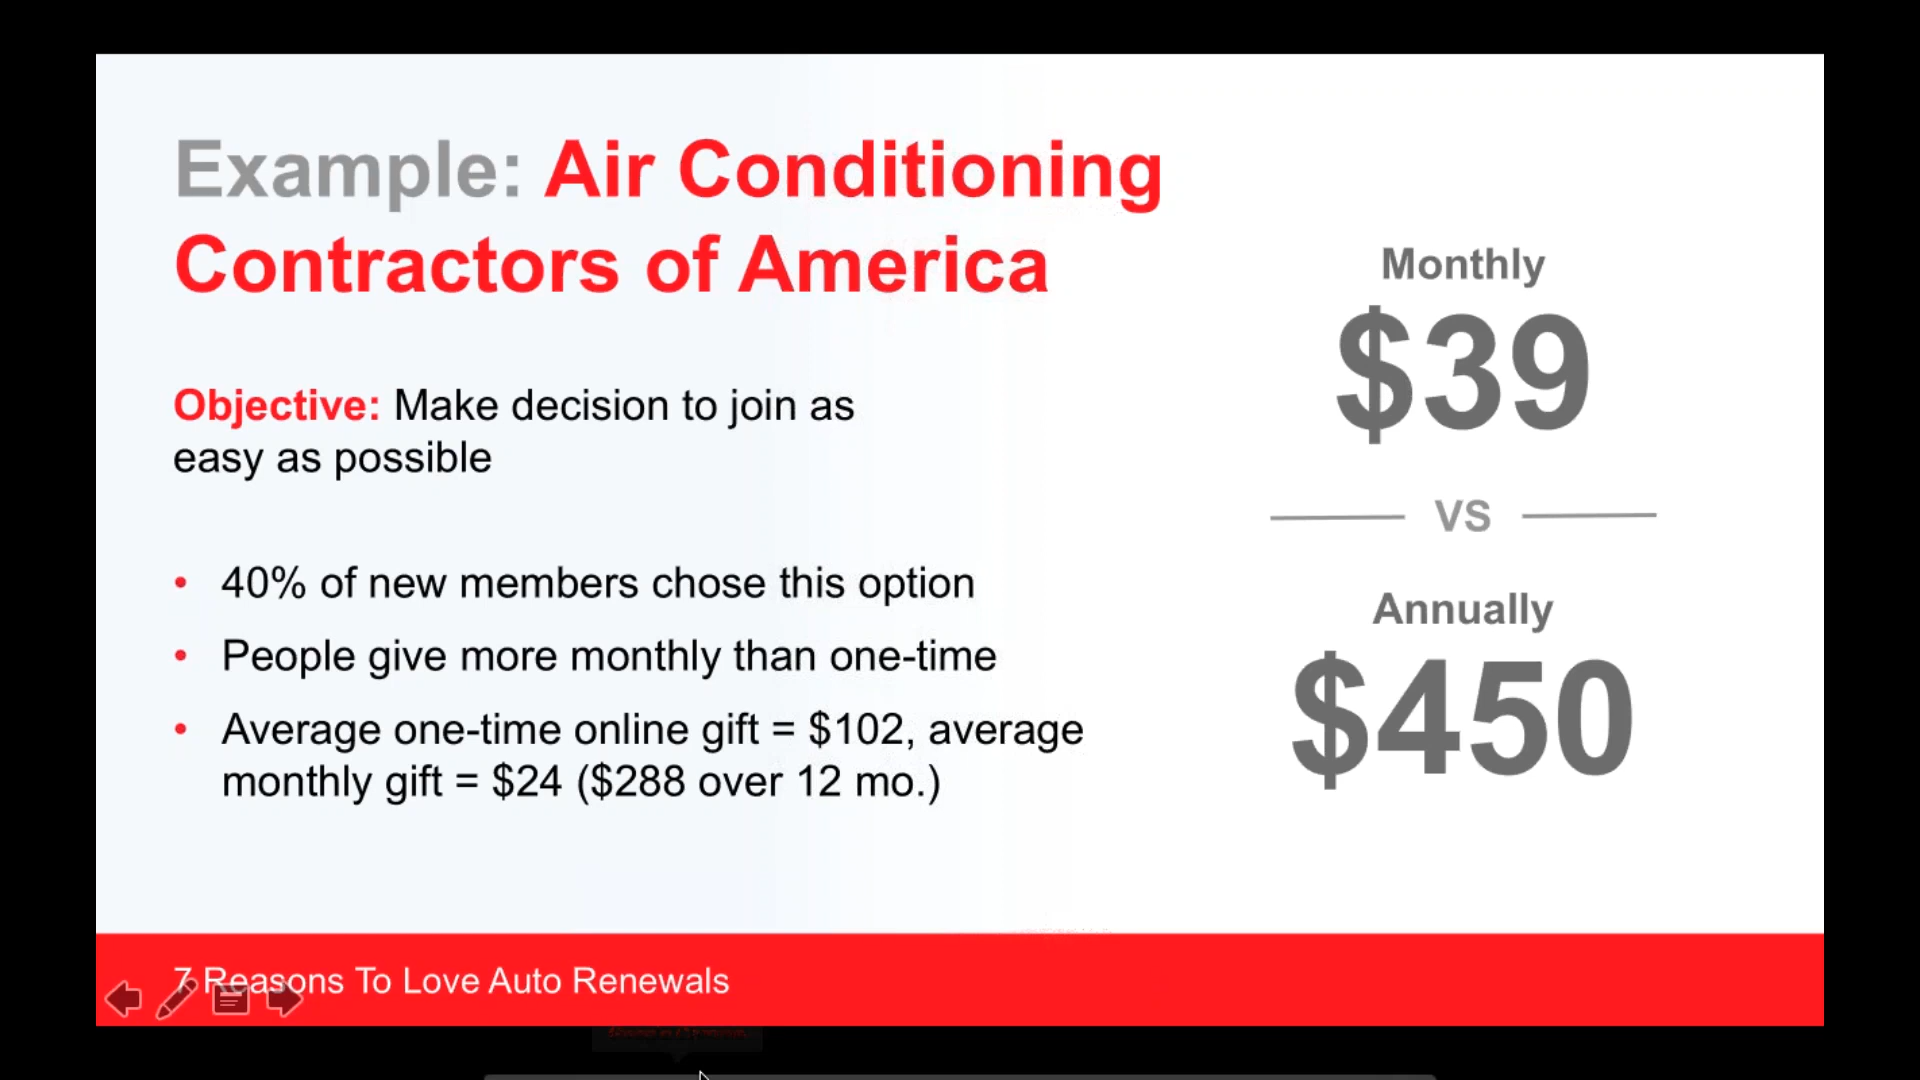 Example: Air Conditioning
Contractors of America
Objective: Make decision to join as
easy as possible
• 40% of new members chose this option
• People give more monthly than one-time
• Average one-time online gift = $102, average
monthly gift = $24 ($288 over 12 mo.)
Monthly
$39
VS
Annually
$450
7 Reasons To Love Auto Renewals